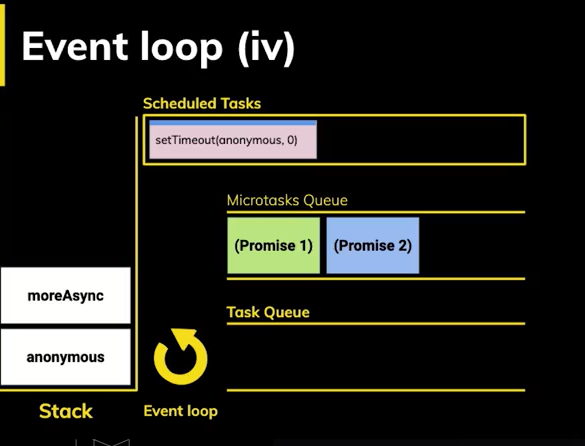 Event loop (iv)
Scheduled Tasks
setTimeout(anonymous, 0)
Microtasks Queue
(Promise 1)
(Promise 2)
moreAsync
Task Queue
anonymous
Stack
Event loop